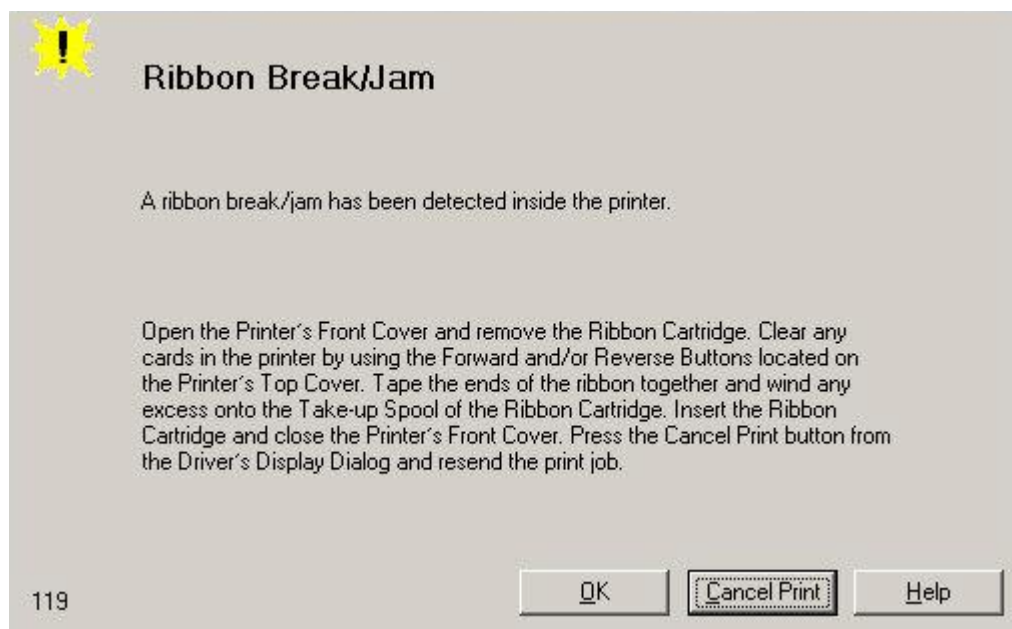 !
Ribbon Break/Jam
A ribbon break/jam has been detected inside the printer.
Open the Printer´s Front Cover and remove the Ribbon Cartridge. Clear any
cards in the printer by using the Forward and/or Reverse Buttons located on
the Printer´s Top Cover. Tape the ends of the ribbon together and wind any
excess onto the Take-up Spool of the Ribbon Cartridge. Insert the Ribbon
Cartridge and close the Printer´s Front Cover. Press the Cancel Print button from
the Driver´s Display Dialog and resend the print job.
119 OK Cancel Print Help